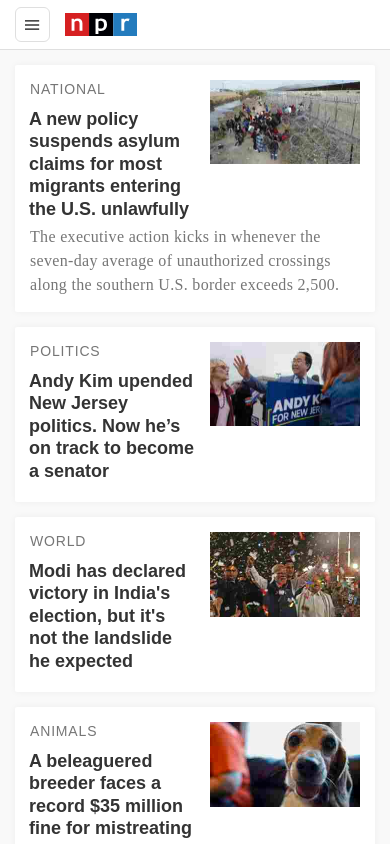 npr
NATIONAL
A new policy
suspends asylum
claims for most
migrants entering
the U.S. unlawfully
The executive action kicks in whenever the
seven-day average of unauthorized crossings
along the southern U.S. border exceeds 2,500.
POLITICS
Andy Kim upended
New Jersey
politics. Now he’s
on track to become
a senator
ANDY K
FOR NEW JER
WORLD
Modi has declared
victory in India's
election, but it's
not the landslide
he expected
ANIMALS
A beleaguered
breeder faces a
record $35 million
fine for mistreating